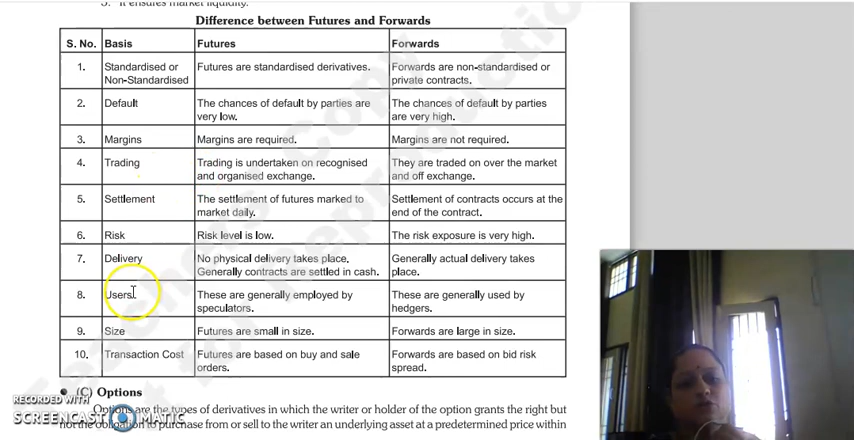 3. It ensures market liquidity.
Difference between Futures and Forwards
S. No. Basis Futures Forwards
1. Standardised or Non-Standardised Futures are standardised derivatives. Forwards are non-standardised or private contracts.
2. Default The chances of default by parties are very low. The chances of default by parties are very high.
3. Margins Margins are required. Margins are not required.
4. Trading Trading is undertaken on recognised and organised exchange. They are traded on over the market and off exchange.
5. Settlement The settlement of futures marked to market daily. Settlement of contracts occurs at the end of the contract.
6. Risk Risk level is low. The risk exposure is very high.
7. Delivery No physical delivery takes place. Generally contracts are settled in cash. Generally actual delivery takes place.
8. Users These are generally employed by speculators. These are generally used by hedgers.
9. Size Futures are small in size. Forwards are large in size.
10. Transaction Cost Futures are based on buy and sale orders. Forwards are based on bid risk spread.
• (C) Options
Options are the types of derivatives in which the writer or holder of the option grants the right but
not the obligation to purchase from or sell to the writer an underlying asset at a predetermined price within
Teachers Copy
not for Reproduction
RECORDED WITH
SCREENCAST MATIC